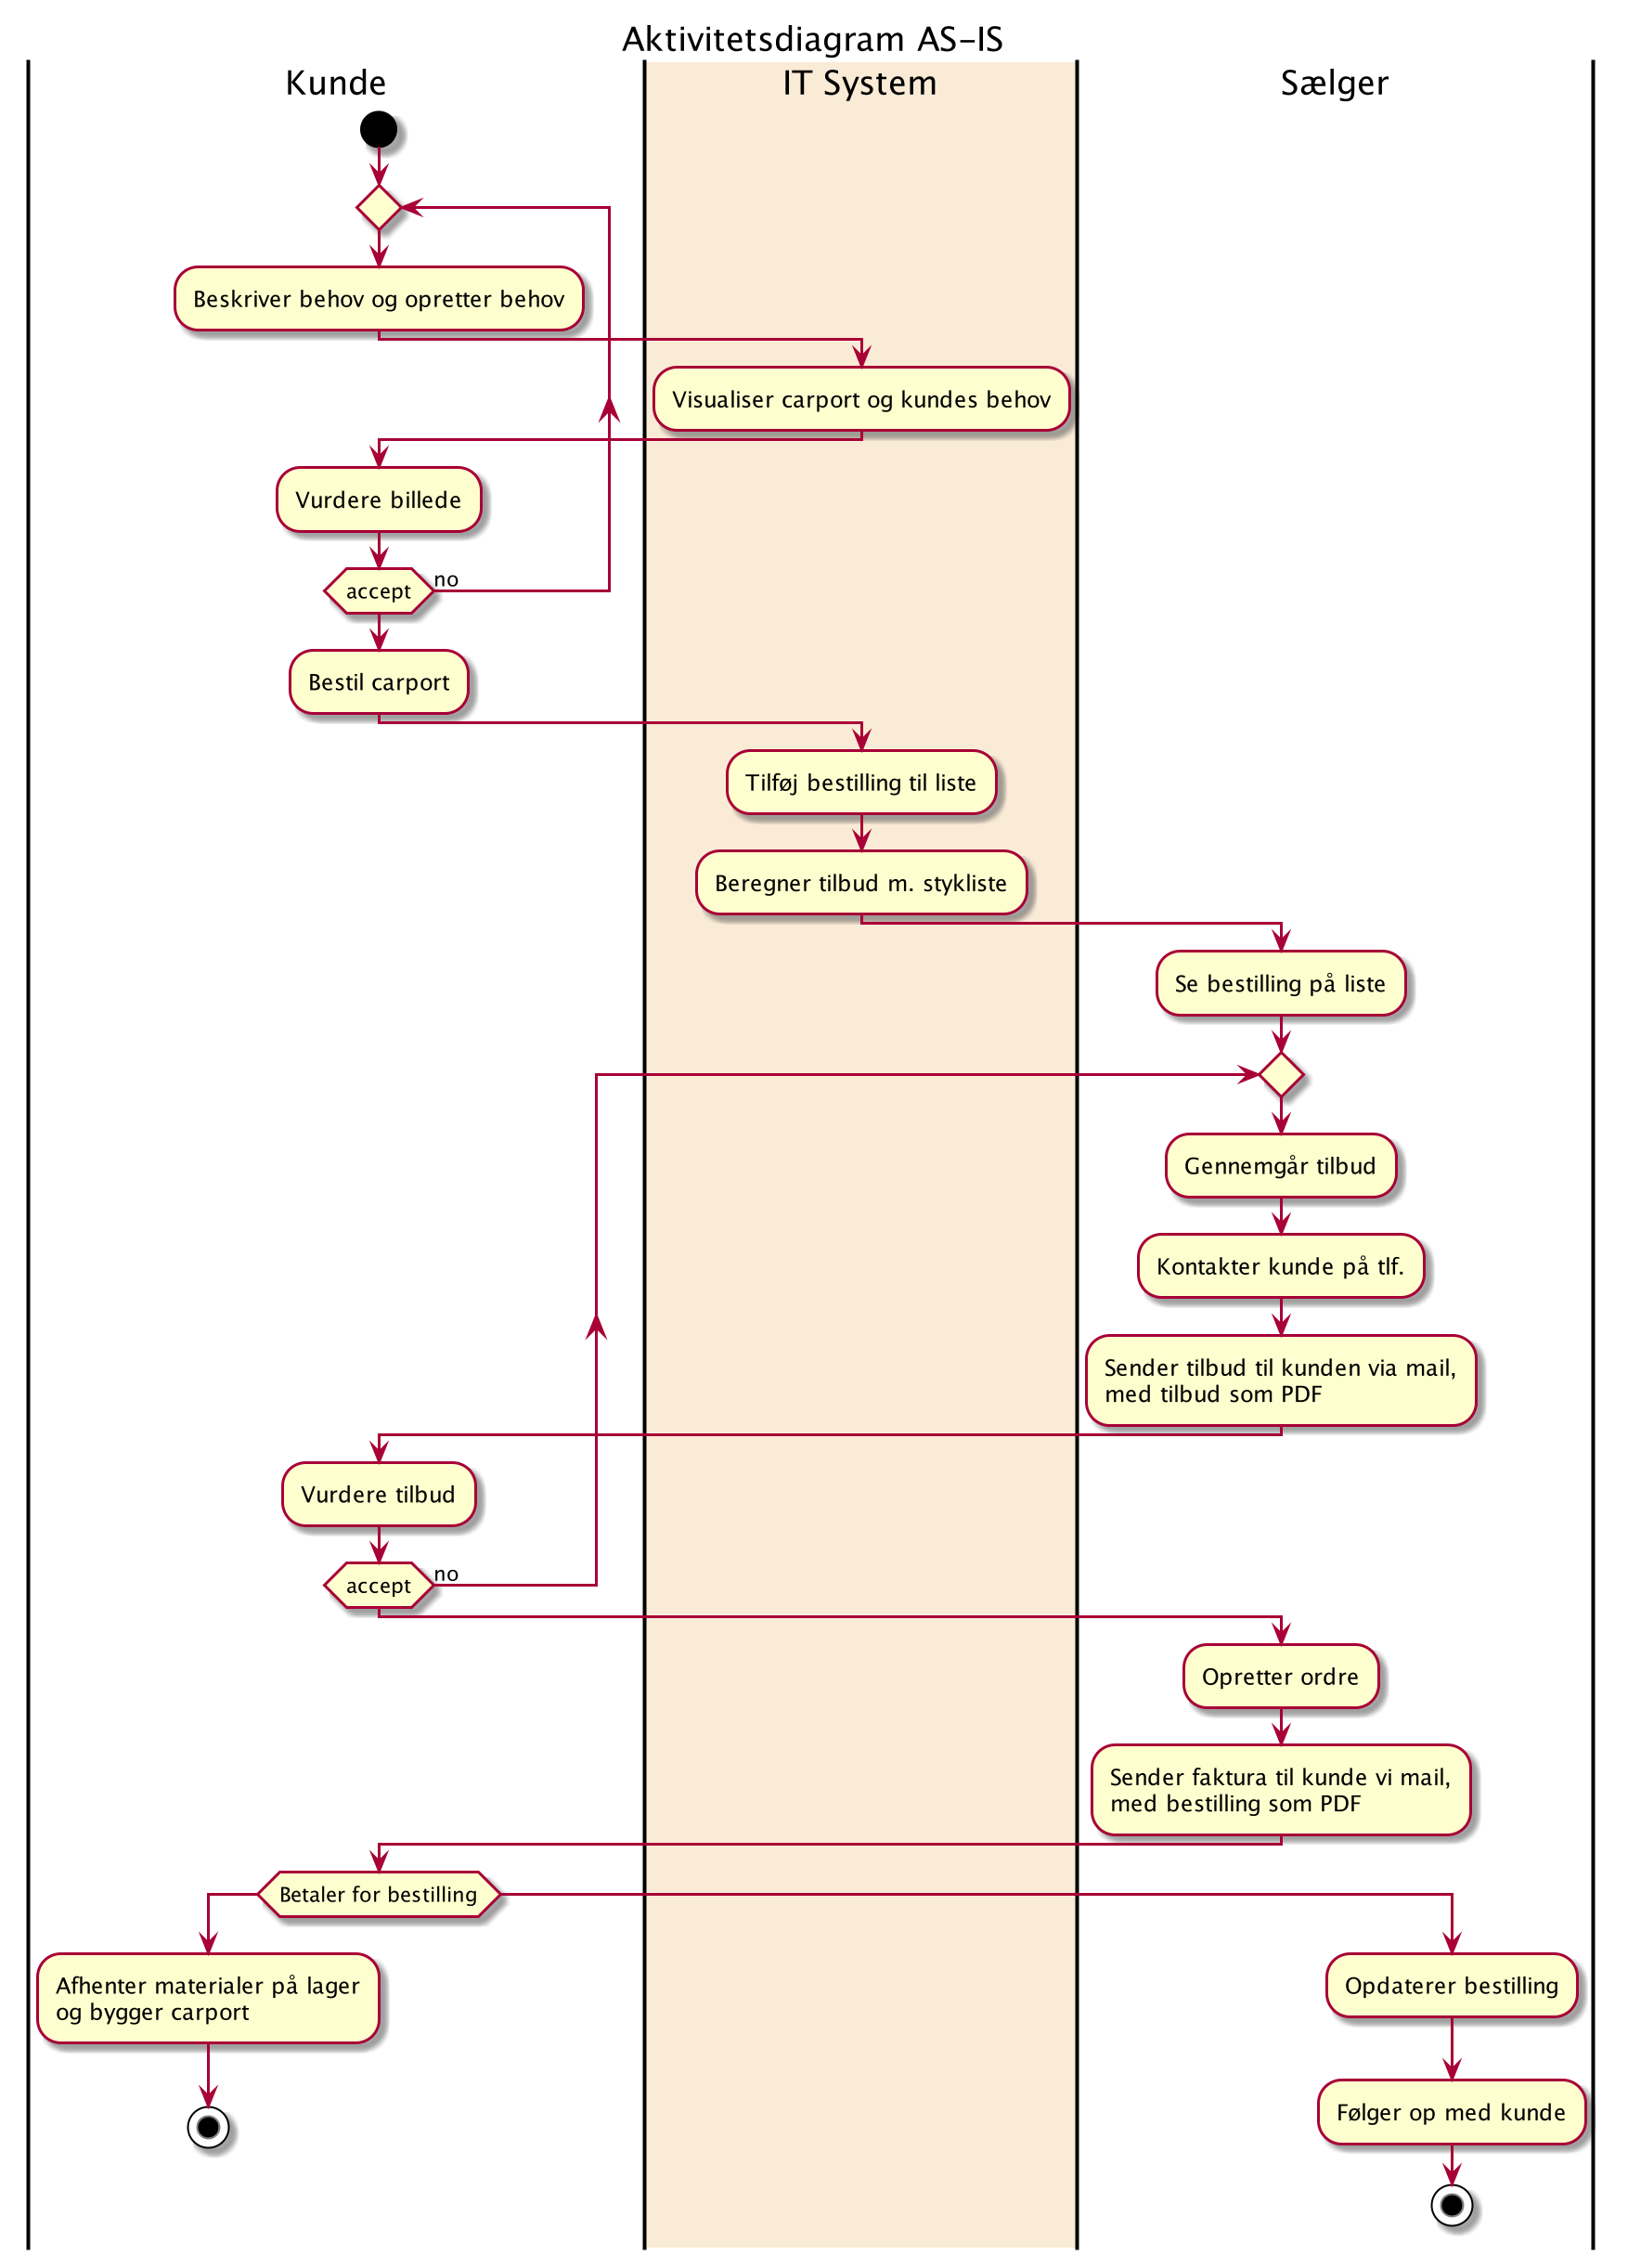 Aktivitetsdiagram AS-IS
Kunde
IT System
Sælger
Beskriver behov og opretter behov
Visualiser carport og kundes behov
Vurdere billede
accept
no
Bestil carport
Tilføj bestilling til liste
Beregner tilbud m. stykliste
Se bestilling på liste
Gennemgår tilbud
Kontakter kunde på tlf.
Sender tilbud til kunden via mail,
med tilbud som PDF
Vurdere tilbud
accept
no
Opretter ordre
Sender faktura til kunde vi mail,
med bestilling som PDF
Betaler for bestilling
Afhenter materialer på lager
og bygger carport
Opdaterer bestilling
Følger op med kunde